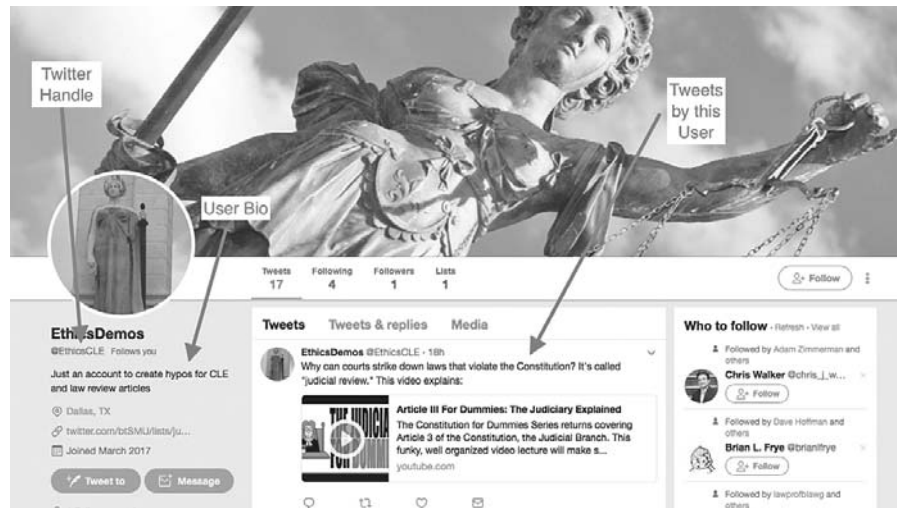 Twitter
Handle
Tweets
by this
User
User Bio
Tweets Following Followers Lists
17 4 1 1
Follow
EthicsDemos
@EthicsCLE Follows you
Just an account to create hypos for CLE
and law review articles
Dallas, TX
twitter.com/btSMU/lists/ju...
Joined March 2017
Tweet to Message
Tweets Tweets & replies Media
EthicsDemos @EthicsCLE · 18h
Why can courts strike down laws that violate the Constitution? It's called
"judicial review." This video explains:
THE JUDICIA
FOR DUMMIE
Article III For Dummies: The Judiciary Explained
The Constitution for Dummies Series returns covering
Article 3 of the Constitution, the Judicial Branch. This
funky, well organized video lecture will make s...
youtube.com
Who to follow · Refresh · View all
Followed by Adam Zimmerman and
others
Chris Walker @chris_j_w...
Follow
Followed by Dave Hoffman and
others
Brian L. Frye @brianlfrye
Follow
Followed by lawprofblawg and
others